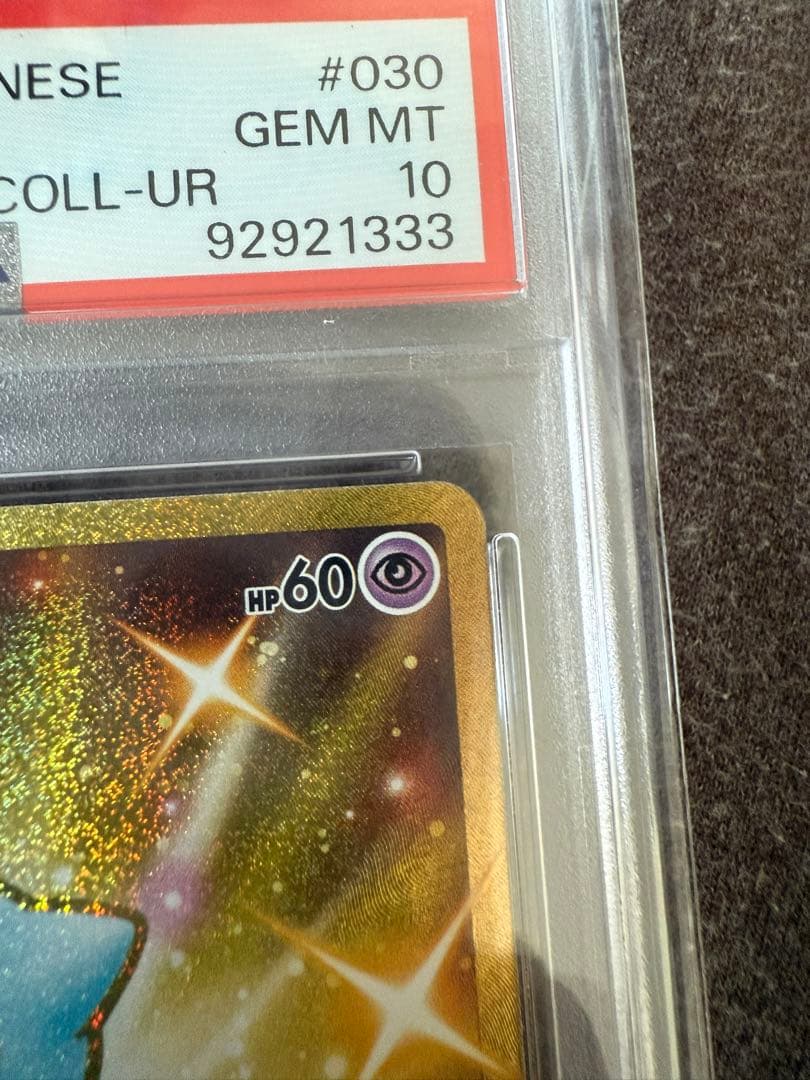 NESE #030
GEM MT
COLL-UR 10
92921333
HP60